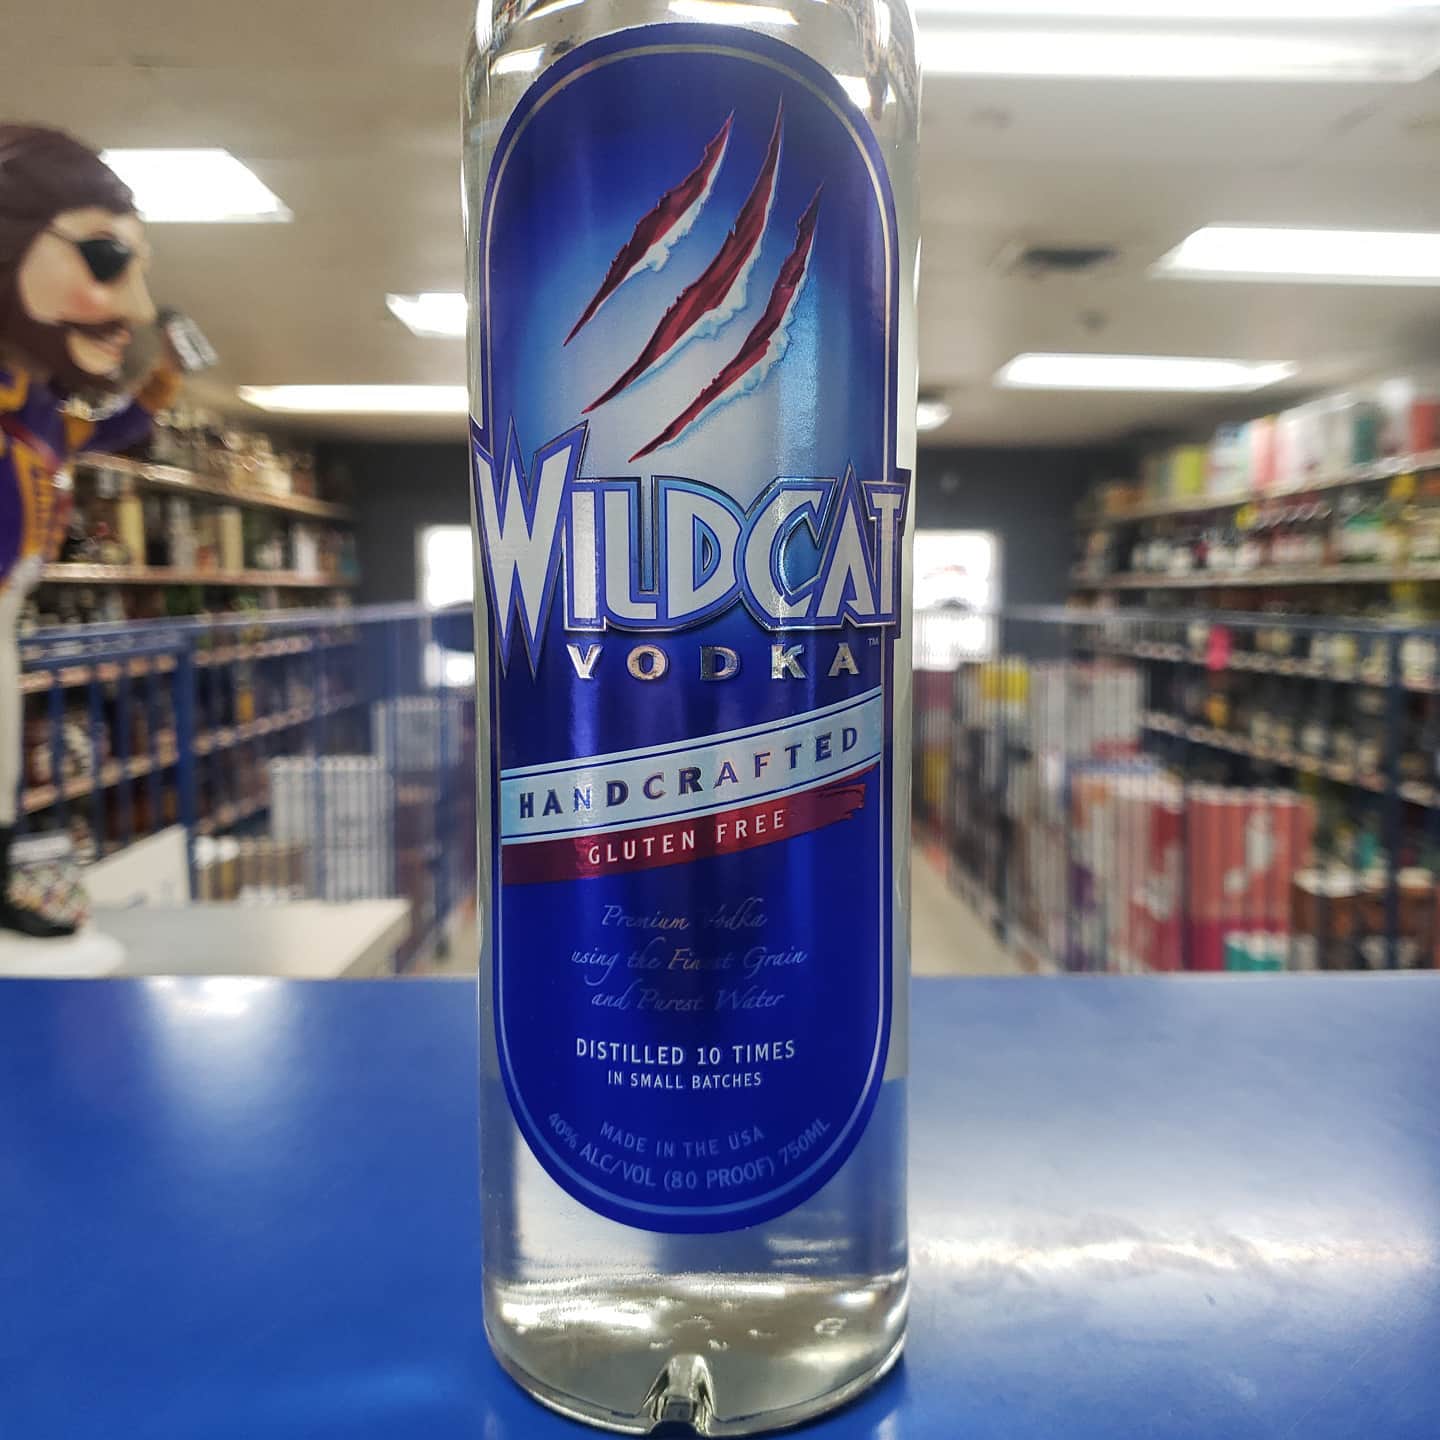 WILDCAT
VODKA™
HANDCRAFTED
GLUTEN FREE
Premium Vodka
using the Finest Grain
and Purest Water
DISTILLED 10 TIMES
IN SMALL BATCHES
MADE IN THE USA
40% ALC/VOL (80 PROOF) 750ML